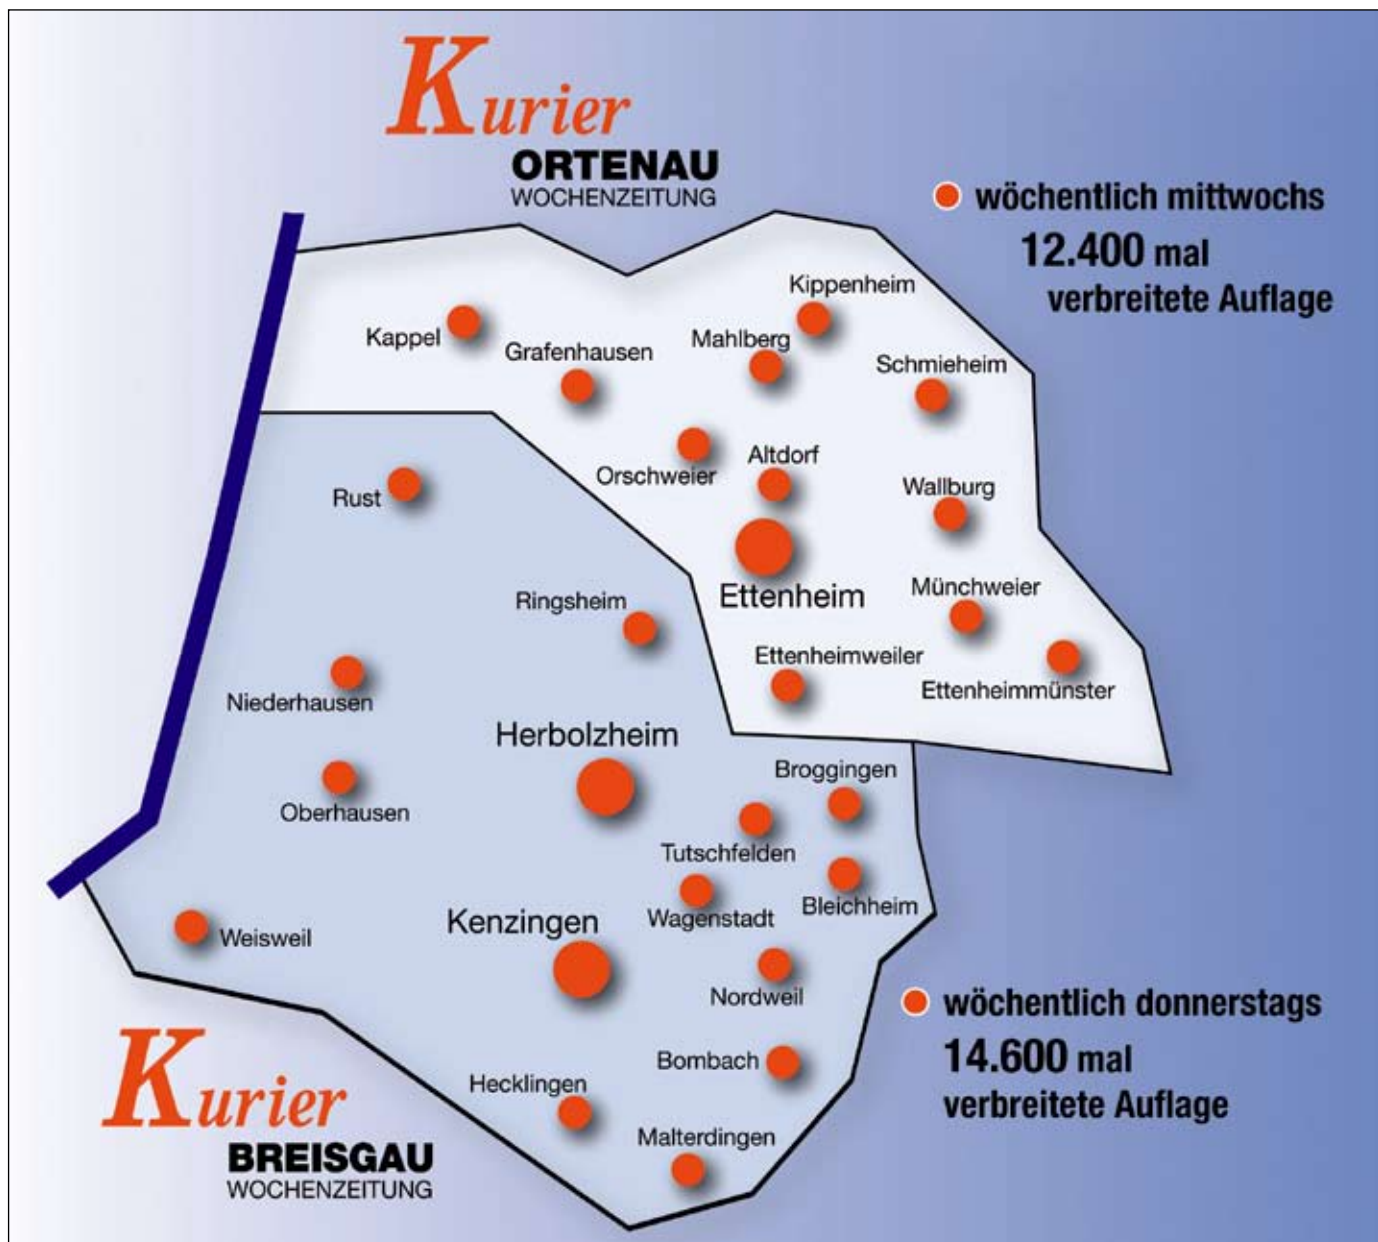 Kurier
ORTENAU
WOCHENZEITUNG
wöchentlich mittwochs
12.400 mal
verbreitete Auflage
Kippenheim
Kappel
Mahlberg
Grafenhausen
Schmieheim
Altdorf
Orschweier
Wallburg
Rust
Münchweier
Ettenheim
Ringsheim
Ettenheimweiler
Ettenheimmünster
Niederhausen
Herbolzheim
Broggingen
Oberhausen
Tutschfelden
Bleichheim
Wagenstadt
Kenzingen
Weisweil
Nordweil
wöchentlich donnerstags
14.600 mal
verbreitete Auflage
Bombach
Hecklingen
Malterdingen
Kurier
BREISGAU
WOCHENZEITUNG